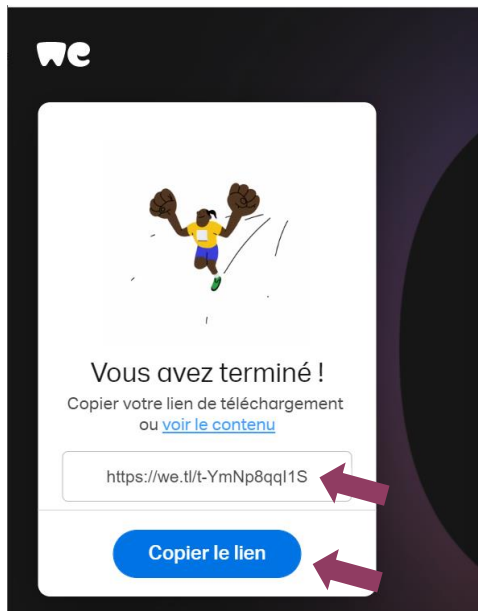 we
Vous avez terminé !
Copier votre lien de téléchargement
ou voir le contenu
https://we.tl/t-YmNp8qqI1S
Copier le lien